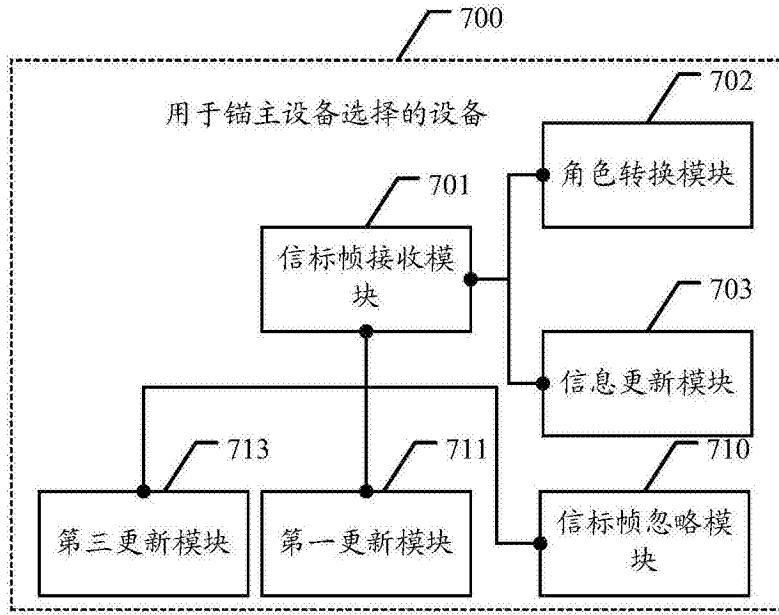 700
用于锚主设备选择的设备
702
角色转换模块
701
信标帧接收模
块
703
信息更新模块
713
第三更新模块
711
第一更新模块
710
信标帧忽略模
块